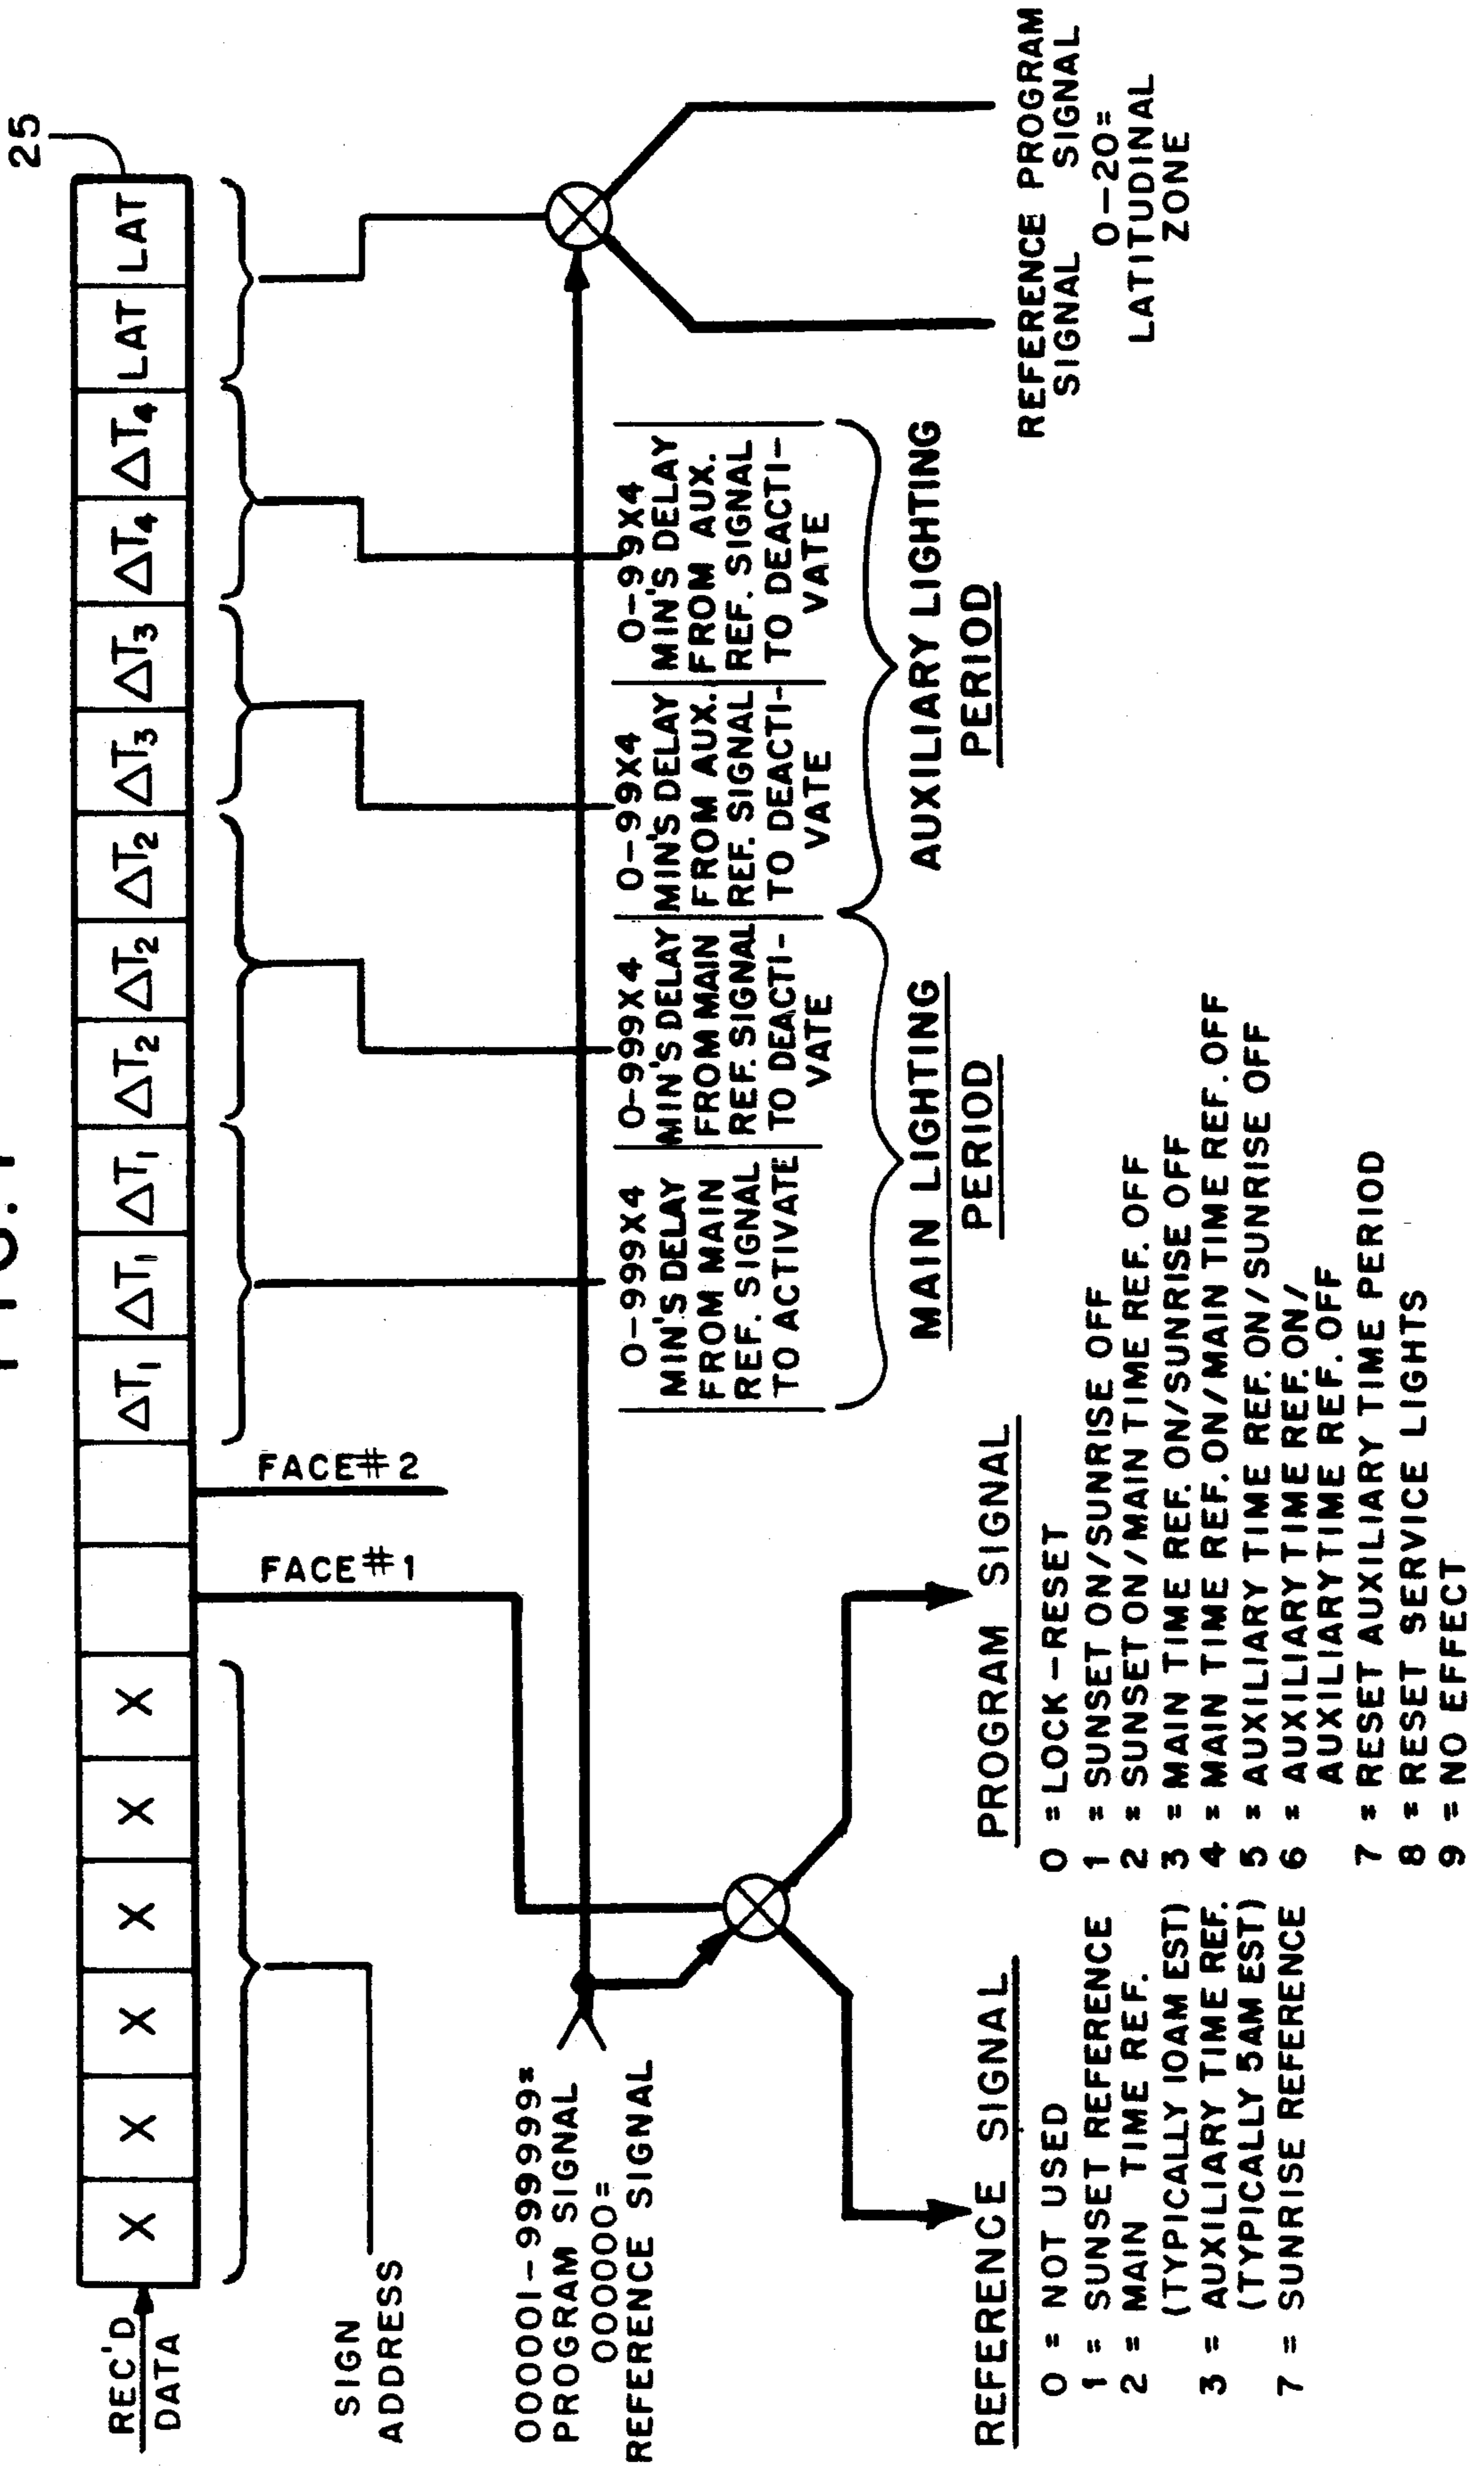 25
REC'D
DATA
X X X X X X ΔT1 ΔT1 ΔT1 ΔT2 ΔT2 ΔT2 ΔT3 ΔT3 ΔT4 ΔT4 LAT LAT
SIGN
ADDRESS
FACE#1
FACE#2
000001-999999=
PROGRAM SIGNAL
000000=
REFERENCE SIGNAL
0-999X4
MIN'S DELAY
FROM MAIN
REF. SIGNAL
TO ACTIVATE
0-999X4
MIN'S DELAY
FROM MAIN
REF. SIGNAL
TO DEACTI-
VATE
0-99X4
MIN'S DELAY
FROM AUX.
REF. SIGNAL
TO DEACTI-
VATE
0-99X4
MIN'S DELAY
FROM AUX.
REF. SIGNAL
TO DEACTI-
VATE
MAIN LIGHTING
PERIOD
AUXILIARY LIGHTING
PERIOD
REFERENCE PROGRAM
SIGNAL SIGNAL
0-20=
LATITUDINAL
ZONE
REFERENCE SIGNAL
0 = NOT USED
1 = SUNSET REFERENCE
2 = MAIN TIME REF.
(TYPICALLY 10AM EST)
3 = AUXILIARY TIME REF.
(TYPICALLY 5AM EST)
7 = SUNRISE REFERENCE
PROGRAM SIGNAL
0 = LOCK-RESET
1 = SUNSET ON/SUNRISE OFF
2 = SUNSET ON/MAIN TIME REF. OFF
3 = MAIN TIME REF. ON/SUNRISE OFF
4 = MAIN TIME REF. ON/MAIN TIME REF. OFF
5 = AUXILIARY TIME REF. ON/SUNRISE OFF
6 = AUXILIARY TIME REF. ON/
AUXILIARYTIME REF. OFF
7 = RESET AUXILIARY TIME PERIOD
8 = RESET SERVICE LIGHTS
9 = NO EFFECT